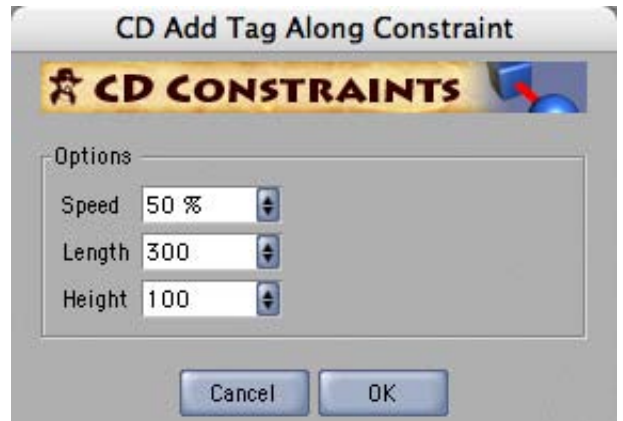 CD Add Tag Along Constraint
CD CONSTRAINTS
Options
Speed 50 %
Length 300
Height 100
Cancel OK